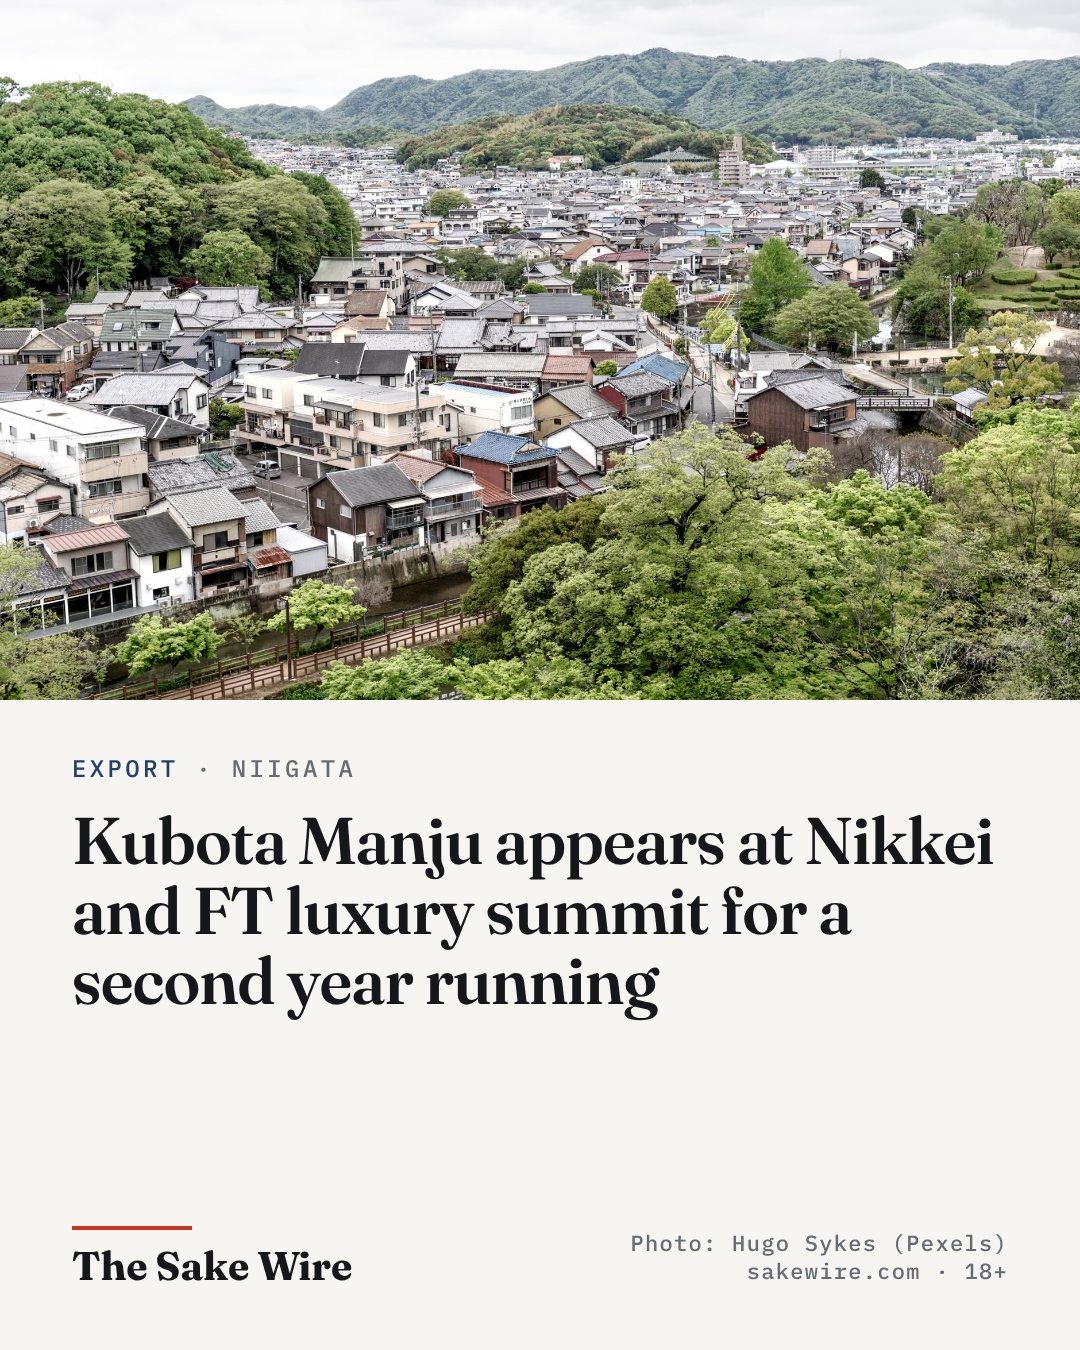 EXPORT · NIIGATA
Kubota Manju appears at Nikkei
and FT luxury summit for a
second year running
The Sake Wire
Photo: Hugo Sykes (Pexels)
sakewire.com · 18+